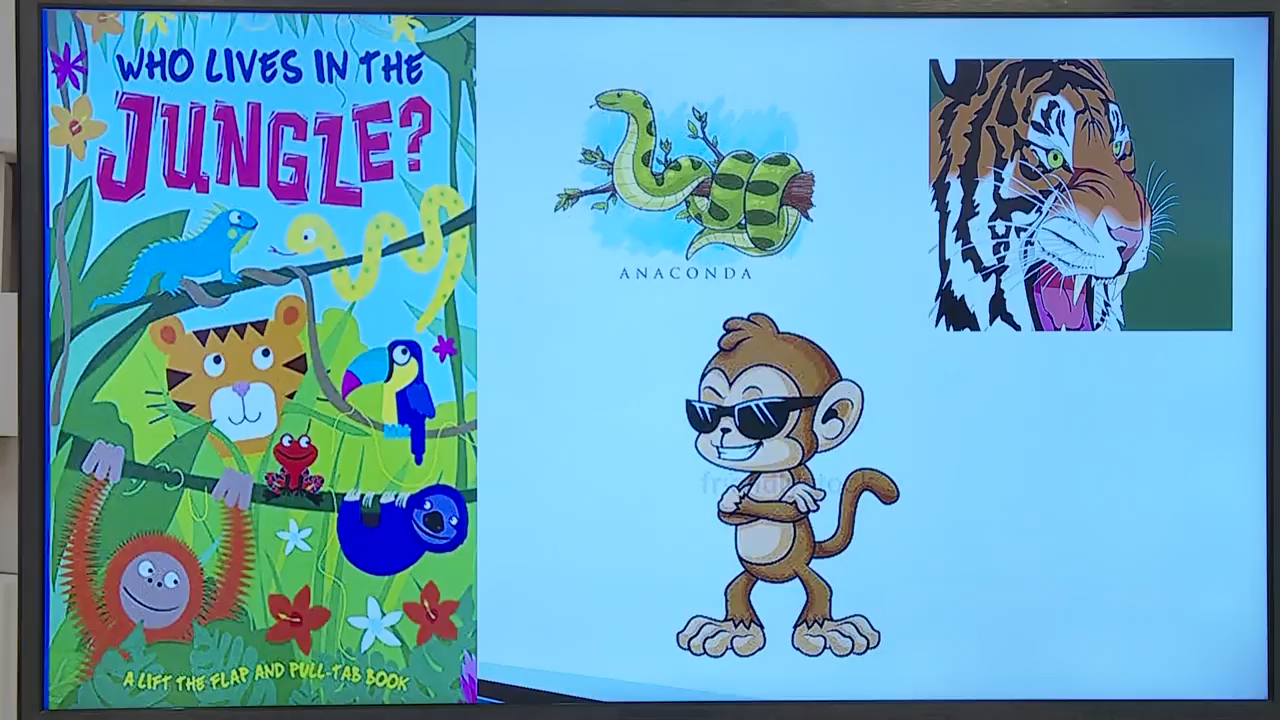 WHO LIVES IN THE
JUNGLE?
A LIFT THE FLAP AND PULL-TAB BOOK
ANACONDA